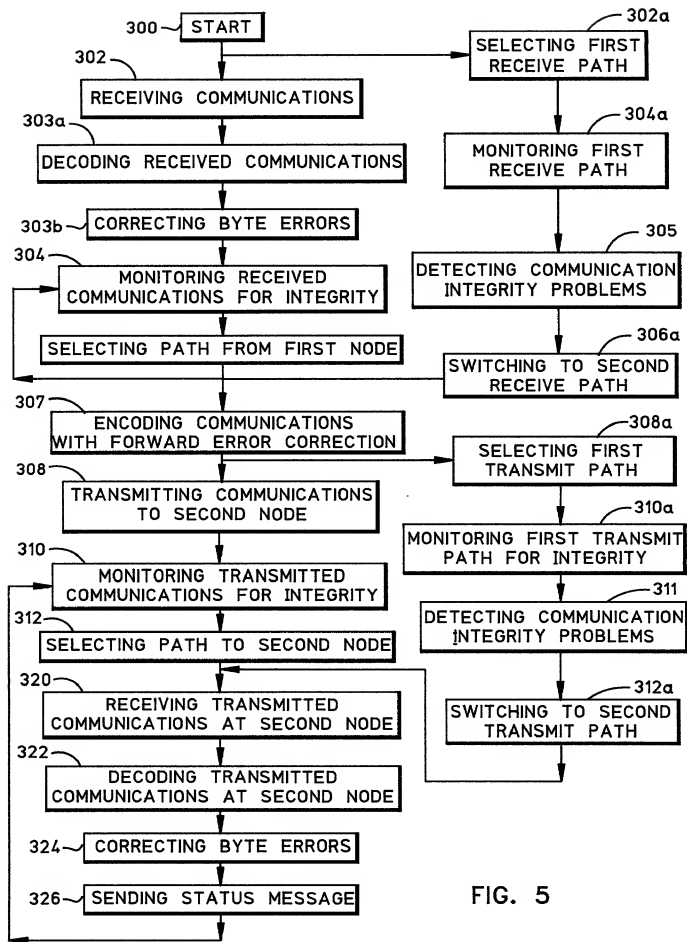 300
START
302
RECEIVING COMMUNICATIONS
303a
DECODING RECEIVED COMMUNICATIONS
303b
CORRECTING BYTE ERRORS
304
MONITORING RECEIVED
COMMUNICATIONS FOR INTEGRITY
SELECTING PATH FROM FIRST NODE
307
ENCODING COMMUNICATIONS
WITH FORWARD ERROR CORRECTION
308
TRANSMITTING COMMUNICATIONS
TO SECOND NODE
310
MONITORING TRANSMITTED
COMMUNICATIONS FOR INTEGRITY
312
SELECTING PATH TO SECOND NODE
320
RECEIVING TRANSMITTED
COMMUNICATIONS AT SECOND NODE
322
DECODING TRANSMITTED
COMMUNICATIONS AT SECOND NODE
324
CORRECTING BYTE ERRORS
326
SENDING STATUS MESSAGE
302a
SELECTING FIRST
RECEIVE PATH
304a
MONITORING FIRST
RECEIVE PATH
305
DETECTING COMMUNICATION
INTEGRITY PROBLEMS
306a
SWITCHING TO SECOND
RECEIVE PATH
308a
SELECTING FIRST
TRANSMIT PATH
310a
MONITORING FIRST TRANSMIT
PATH FOR INTEGRITY
311
DETECTING COMMUNICATION
INTEGRITY PROBLEMS
312a
SWITCHING TO SECOND
TRANSMIT PATH
FIG. 5